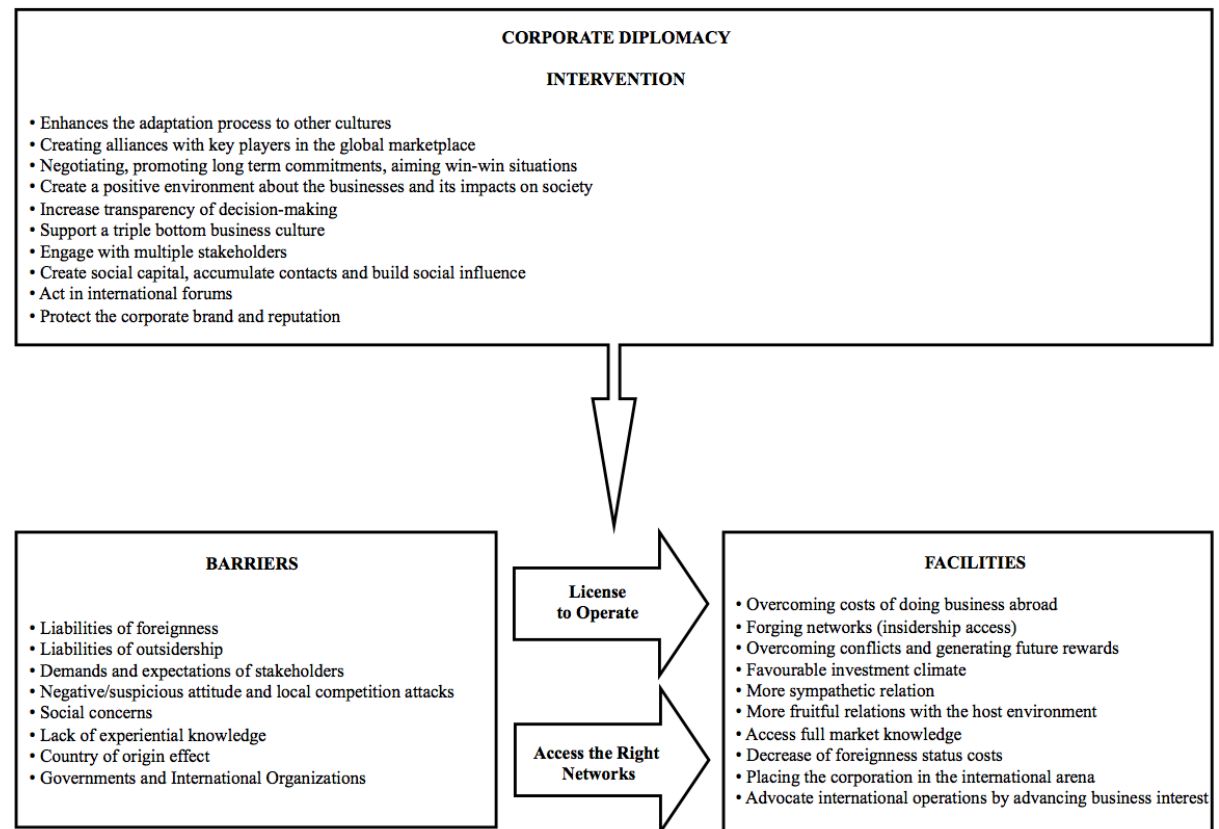 CORPORATE DIPLOMACY
INTERVENTION
• Enhances the adaptation process to other cultures
• Creating alliances with key players in the global marketplace
• Negotiating, promoting long term commitments, aiming win-win situations
• Create a positive environment about the businesses and its impacts on society
• Increase transparency of decision-making
• Support a triple bottom business culture
• Engage with multiple stakeholders
• Create social capital, accumulate contacts and build social influence
• Act in international forums
• Protect the corporate brand and reputation
BARRIERS
• Liabilities of foreignness
• Liabilities of outsidership
• Demands and expectations of stakeholders
• Negative/suspicious attitude and local competition attacks
• Social concerns
• Lack of experiential knowledge
• Country of origin effect
• Governments and International Organizations
License
to Operate
Access the Right
Networks
FACILITIES
• Overcoming costs of doing business abroad
• Forging networks (insidership access)
• Overcoming conflicts and generating future rewards
• Favourable investment climate
• More sympathetic relation
• More fruitful relations with the host environment
• Access full market knowledge
• Decrease of foreignness status costs
• Placing the corporation in the international arena
• Advocate international operations by advancing business interest